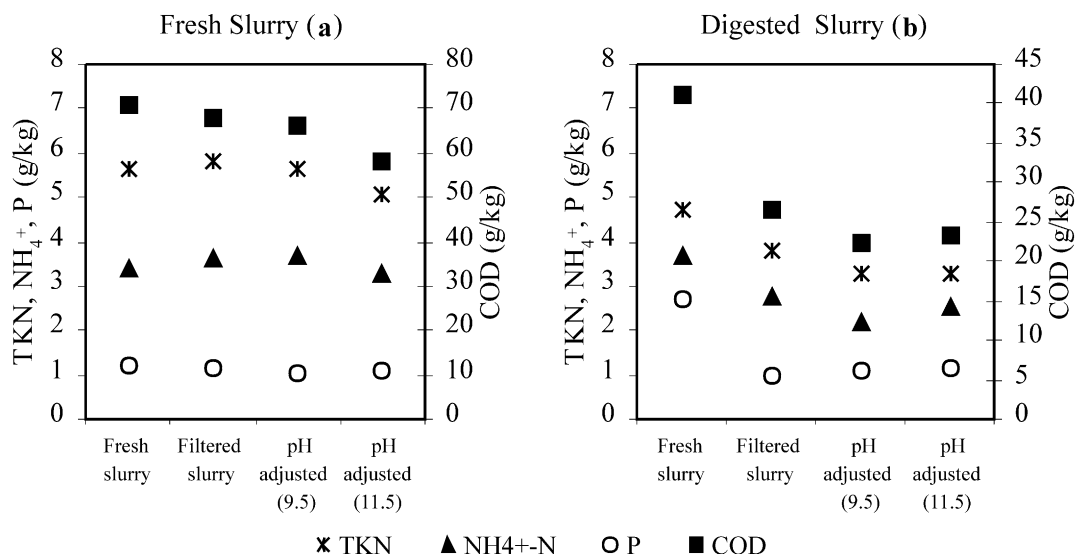 Fresh Slurry (a)
Digested Slurry (b)
TKN, NH4+, P (g/kg)
8
7
6
5
4
3
2
1
0
80
70
60
50
40
30
20
10
0
COD (g/kg)
Fresh
slurry
Filtered
slurry
pH
adjusted
(9.5)
pH
adjusted
(11.5)
TKN, NH4+, P (g/kg)
8
7
6
5
4
3
2
1
0
45
40
35
30
25
20
15
10
5
0
COD (g/kg)
Fresh
slurry
Filtered
slurry
pH
adjusted
(9.5)
pH
adjusted
(11.5)
TKN NH4+-N P COD